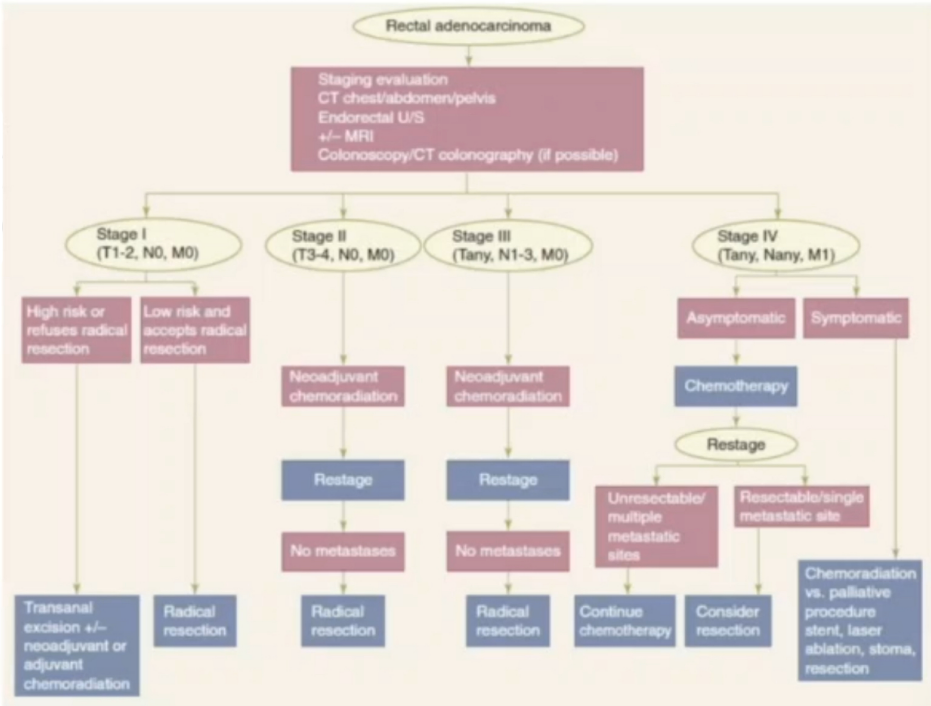 Rectal adenocarcinoma
Staging evaluation
CT chest/abdomen/pelvis
Endorectal U/S
+/– MRI
Colonoscopy/CT colonography (if possible)
Stage I
(T1-2, N0, M0)
Stage II
(T3-4, N0, M0)
Stage III
(Tany, N1-3, M0)
Stage IV
(Tany, Nany, M1)
High risk or
refuses radical
resection
Low risk and
accepts radical
resection
Asymptomatic
Symptomatic
Neoadjuvant
chemoradiation
Neoadjuvant
chemoradiation
Chemotherapy
Restage
Restage
Restage
Unresectable/
multiple
metastatic
sites
Resectable/single
metastatic site
No metastases
No metastases
Transanal
excision +/–
neoadjuvant or
adjuvant
chemoradiation
Radical
resection
Radical
resection
Radical
resection
Continue
chemotherapy
Consider
resection
Chemoradiation
vs. palliative
procedure
stent, laser
ablation, stoma,
resection